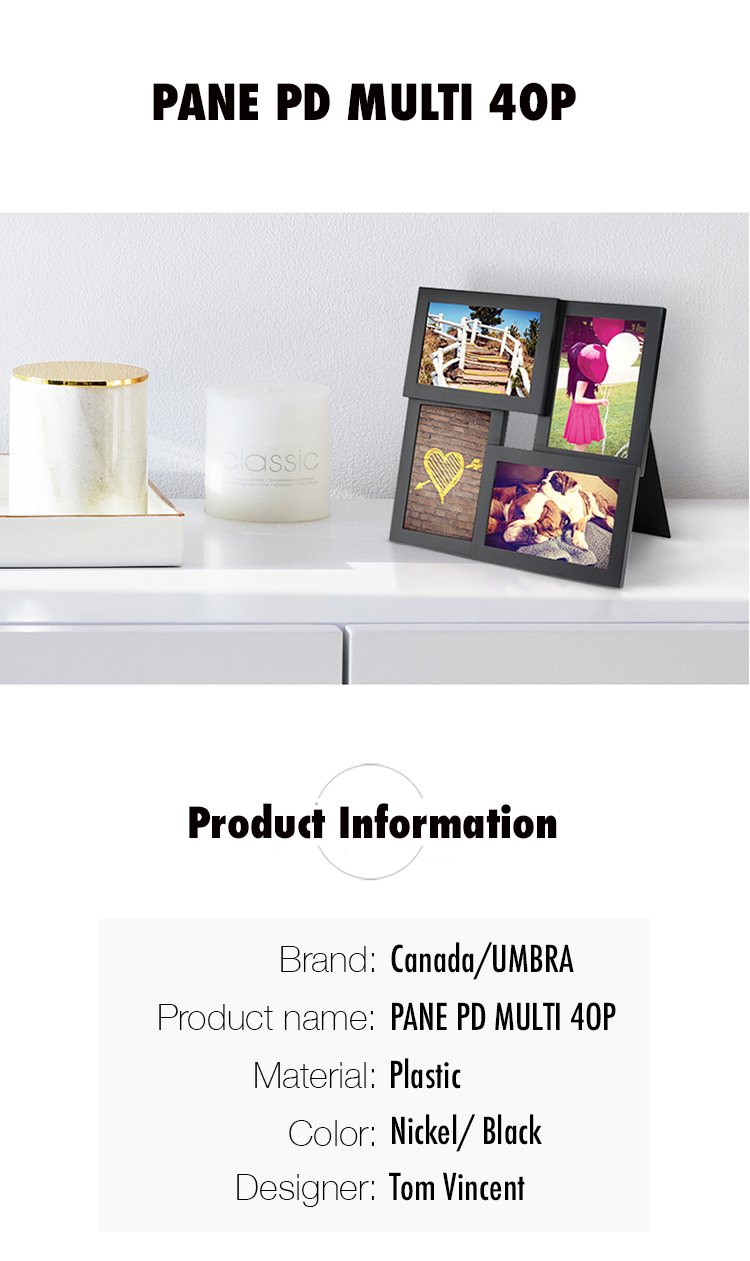 PANE PD MULTI 4OP
classic
Product Information
Brand: Canada/UMBRA
Product name: PANE PD MULTI 4OP
Material: Plastic
Color: Nickel/ Black
Designer: Tom Vincent